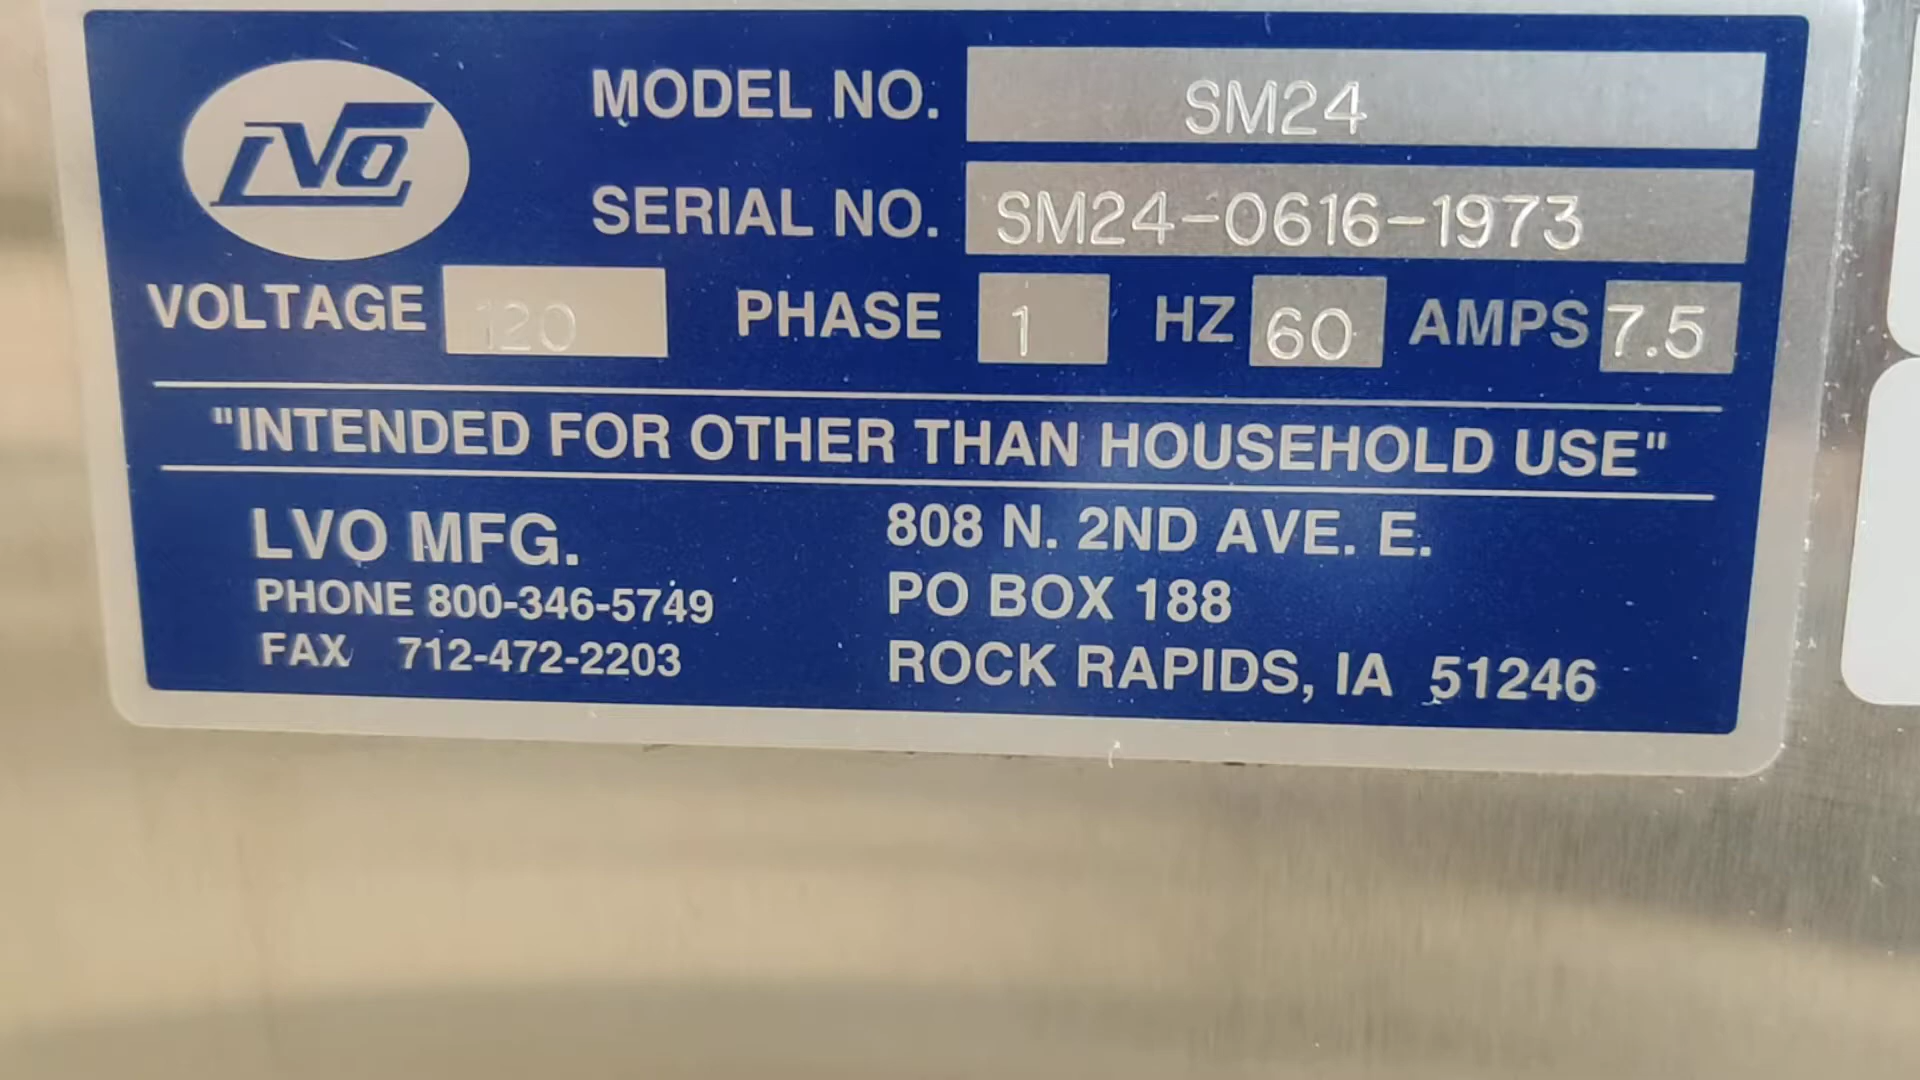 LVO
MODEL NO. SM24
SERIAL NO. SM24-0616-1973
VOLTAGE 120 PHASE 1 HZ 60 AMPS 7.5
"INTENDED FOR OTHER THAN HOUSEHOLD USE"
LVO MFG.
PHONE 800-346-5749
FAX 712-472-2203
808 N. 2ND AVE. E.
PO BOX 188
ROCK RAPIDS, IA 51246